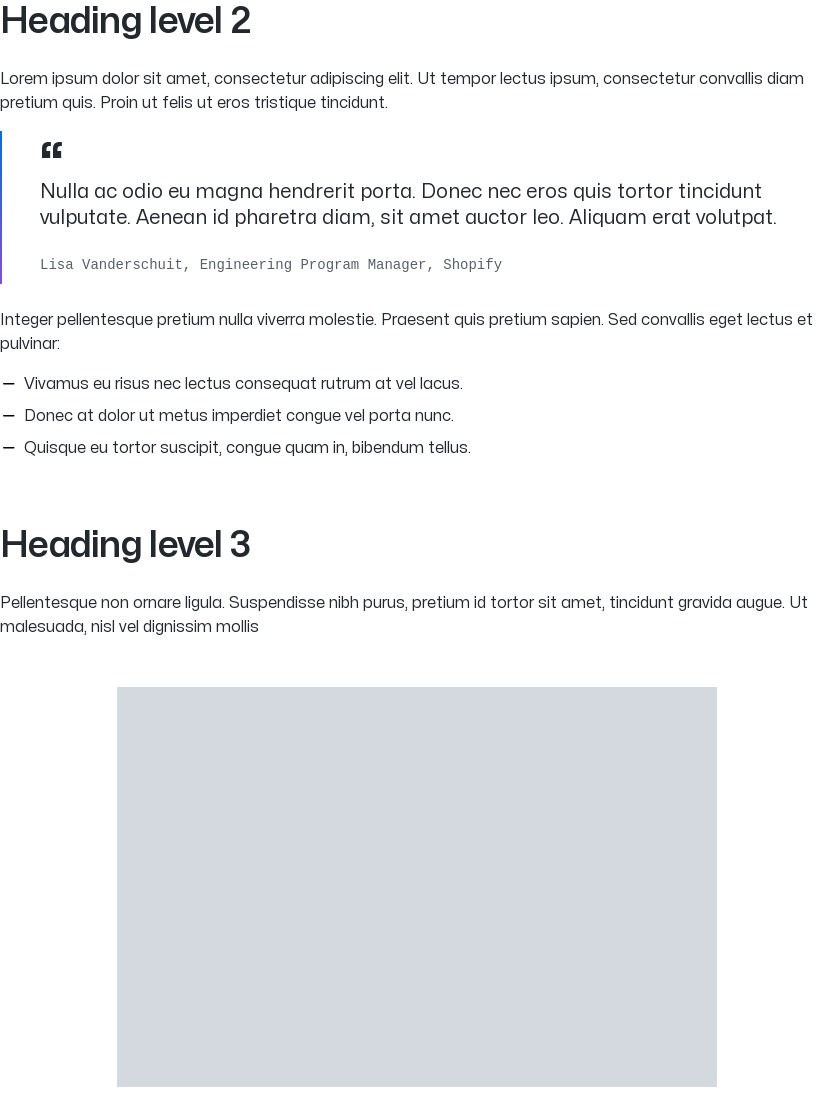 Heading level 2
Lorem ipsum dolor sit amet, consectetur adipiscing elit. Ut tempor lectus ipsum, consectetur convallis diam
pretium quis. Proin ut felis ut eros tristique tincidunt.
“
Nulla ac odio eu magna hendrerit porta. Donec nec eros quis tortor tincidunt
vulputate. Aenean id pharetra diam, sit amet auctor leo. Aliquam erat volutpat.
Lisa Vanderschuit, Engineering Program Manager, Shopify
Integer pellentesque pretium nulla viverra molestie. Praesent quis pretium sapien. Sed convallis eget lectus et
pulvinar:
— Vivamus eu risus nec lectus consequat rutrum at vel lacus.
— Donec at dolor ut metus imperdiet congue vel porta nunc.
— Quisque eu tortor suscipit, congue quam in, bibendum tellus.
Heading level 3
Pellentesque non ornare ligula. Suspendisse nibh purus, pretium id tortor sit amet, tincidunt gravida augue. Ut
malesuada, nisl vel dignissim mollis